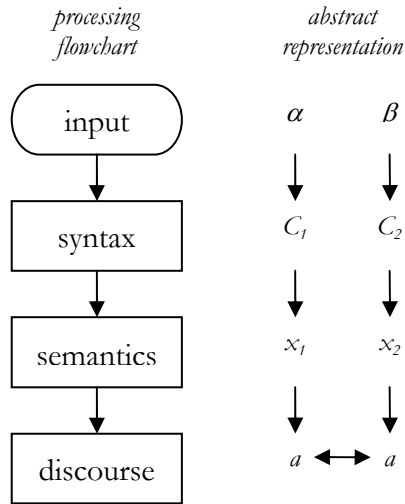 processing flowchart
abstract representation
input
α β
syntax
C₁ C₂
semantics
x₁ x₂
discourse
a a